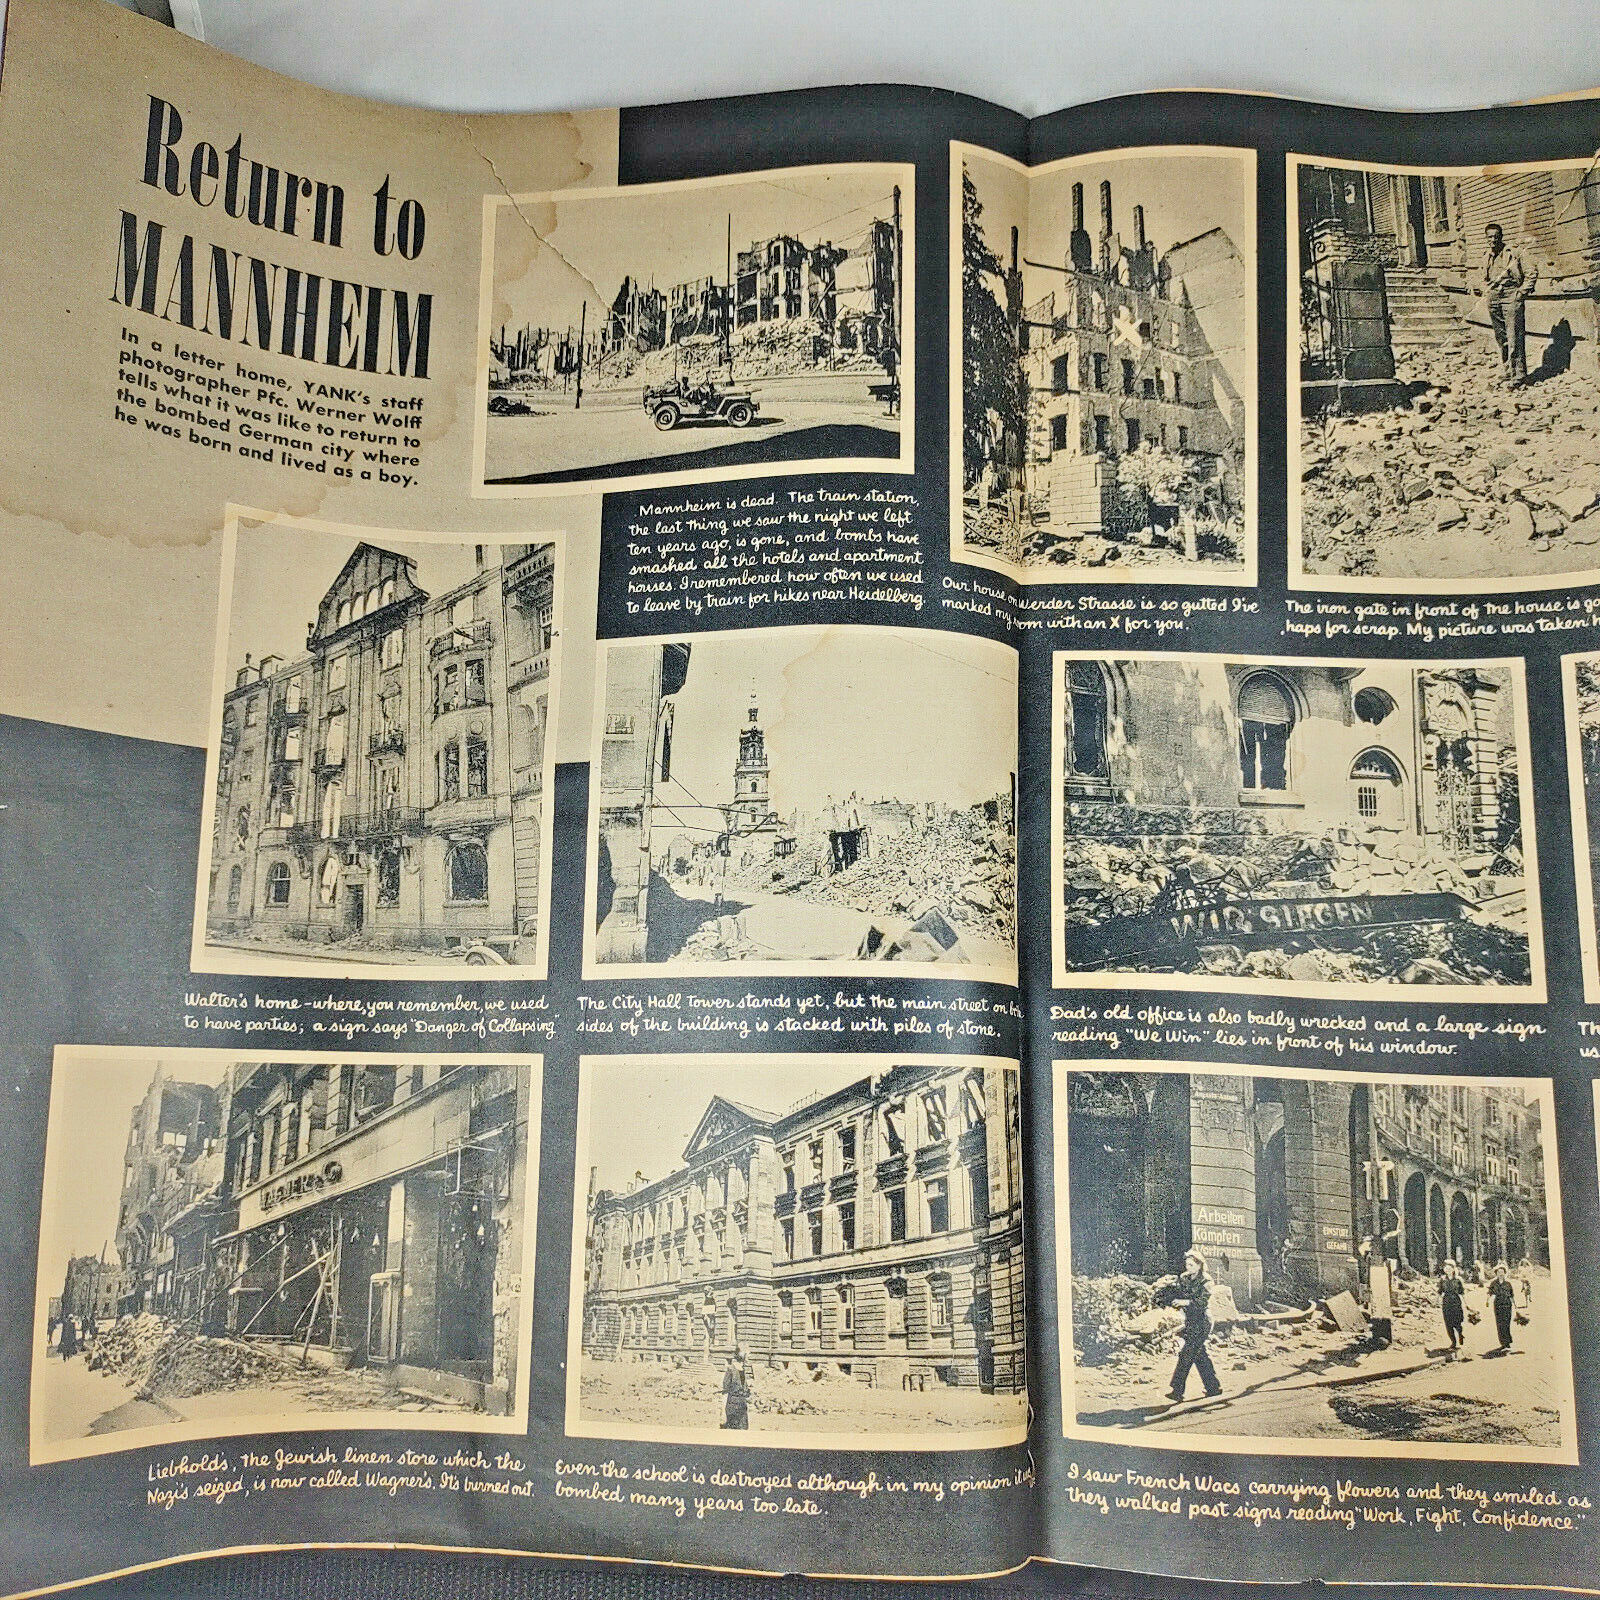 Return to
MANNHEIM
In a letter home, YANK's staff
photographer Pfc. Werner Wolff
tells what it was like to return to
the bombed German city where
he was born and lived as a boy.
Mannheim is dead. The train station,
the last thing we saw the night we left
ten years ago, is gone, and bombs have
smashed all the hotels and apartment
houses. I remembered how often we used
to leave by train for hikes near Heidelberg.
Our house on Werder Strasse is so gutted I've
marked my room with an X for you.
The iron gate in front of the house is
haps for scrap. My picture was taken
Walter's home - where, you remember, we used
to have parties; a sign says "Danger of Collapsing"
The City Hall Tower stands yet, but the main street on
sides of the building is stacked with piles of stone.
WIR SIEGEN
Dad's old office is also badly wrecked and a large sign
reading "We Win" lies in front of his window.
Th
us
WAGNER
Liebhold's, the Jewish linen store which the
Nazis seized, is now called Wagner's. It's burned out.
Even the school is destroyed although in my opinion it
bombed many years too late.
Arbeiten
Kämpfen
Vertrauen
EINSTURZ
GEFAHR
I saw French Wacs carrying flowers and they smiled as
they walked past signs reading "Work, Fight, Confidence."